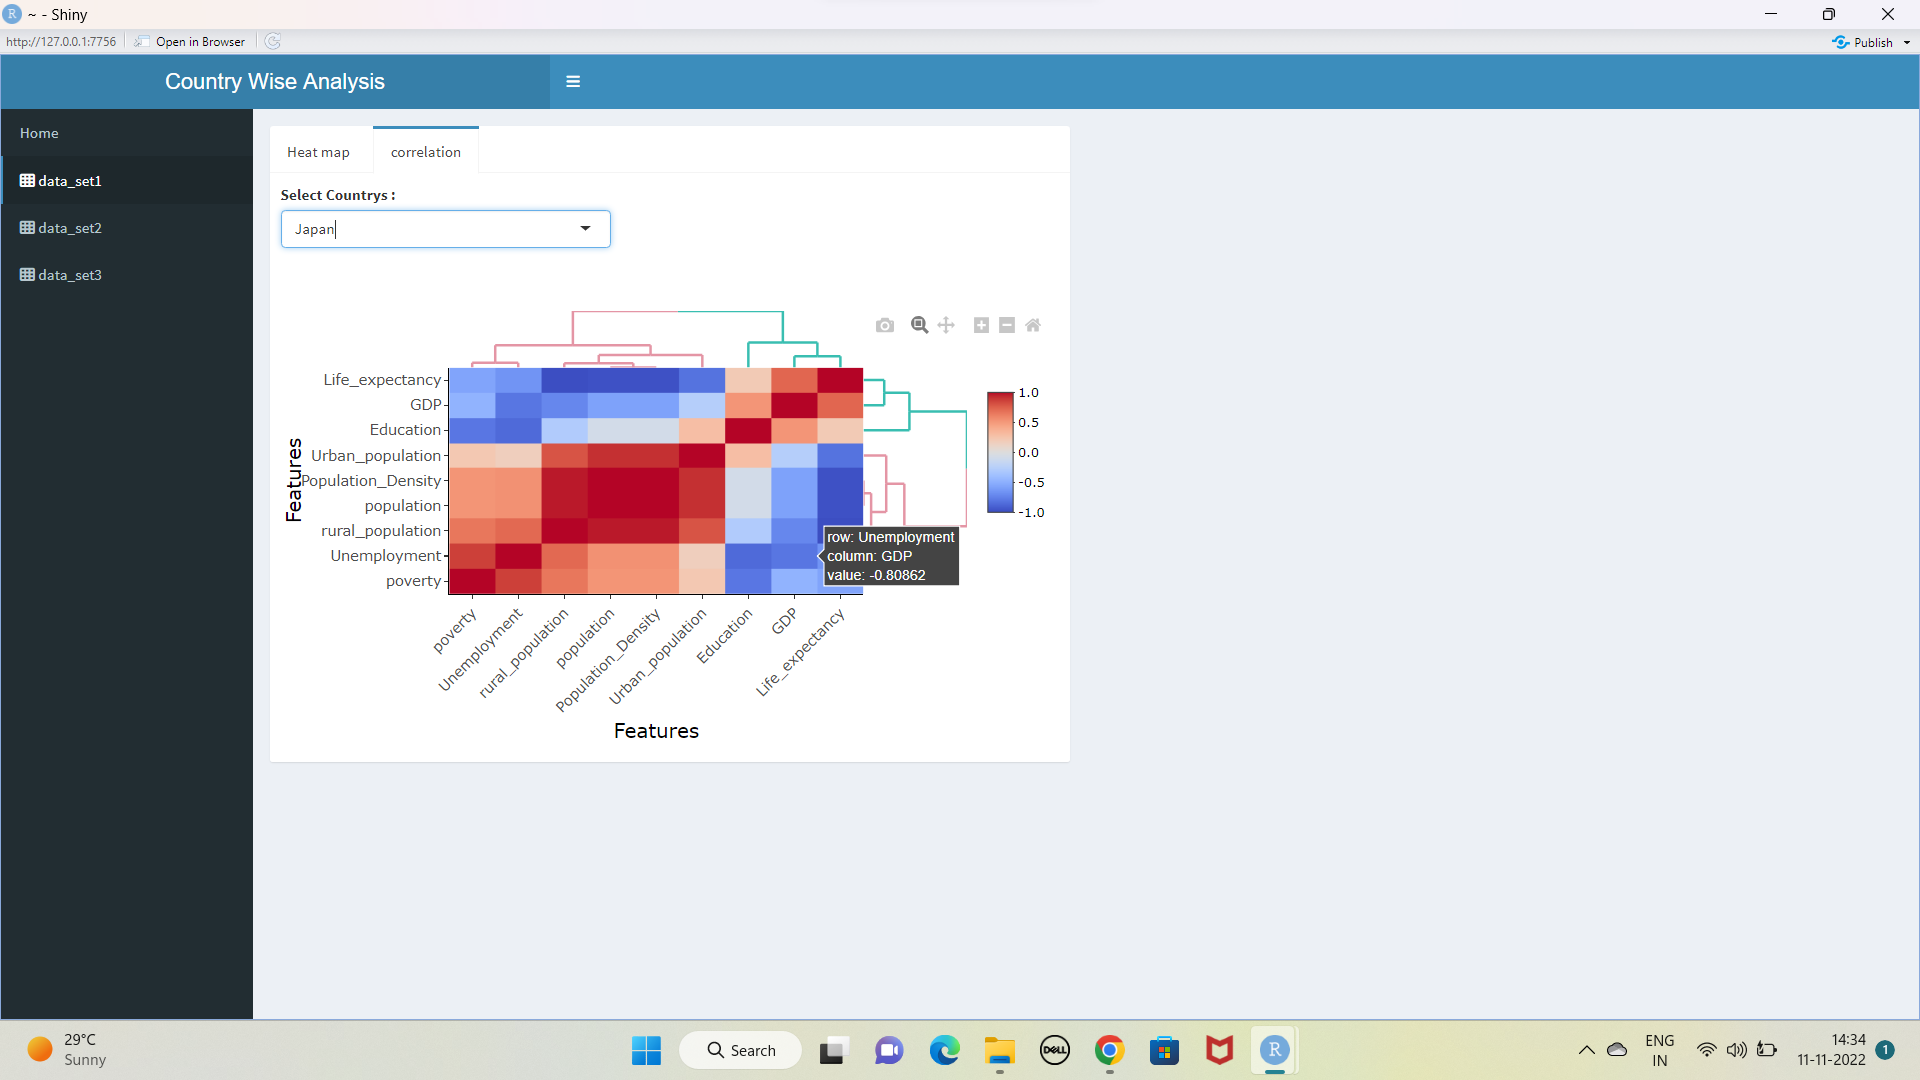 ~ - Shiny
http://127.0.0.1:7756
Open in Browser
Publish
Country Wise Analysis
Home
data_set1
data_set2
data_set3
Heat map
correlation
Select Countrys :
Japan
Life_expectancy
GDP
Education
Urban_population
Population_Density
population
rural_population
Unemployment
poverty
Features
1.0
0.5
0.0
-0.5
-1.0
row: Unemployment
column: GDP
value: -0.80862
poverty
Unemployment
rural_population
population
Population_Density
Urban_population
Education
GDP
Life_expectancy
Features
29°C
Sunny
Search
DELL
R
ENG
IN
14:34
11-11-2022
1